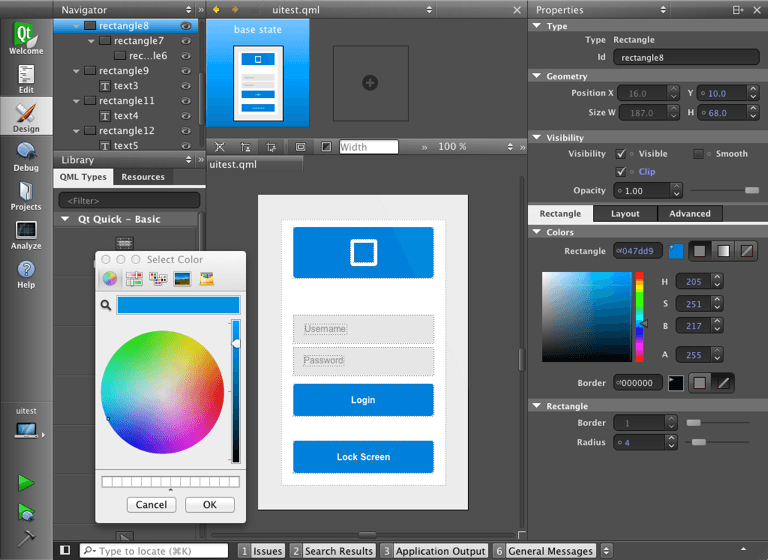 Navigator
uitest.qml
Properties
Qt
Welcome
Edit
Design
Debug
Projects
Analyze
Help
uitest
rectangle8
rectangle7
rec...le6
rectangle9
text3
rectangle11
text4
rectangle12
text5
Library
QML Types
Resources
<Filter>
Qt Quick - Basic
base state
Width
100 %
uitest.qml
Username
Password
Login
Lock Screen
Select Color
Cancel
OK
Type
Type Rectangle
Id rectangle8
Geometry
Position X 16.0 Y 10.0
Size W 187.0 H 68.0
Visibility
Visibility Visible Smooth
Clip
Opacity 1.00
Rectangle Layout Advanced
Colors
Rectangle #047dd9
H 205
S 251
B 217
A 255
Border #000000
Rectangle
Border 1
Radius 4
Type to locate (⌘K)
1 Issues 2 Search Results 3 Application Output 6 General Messages